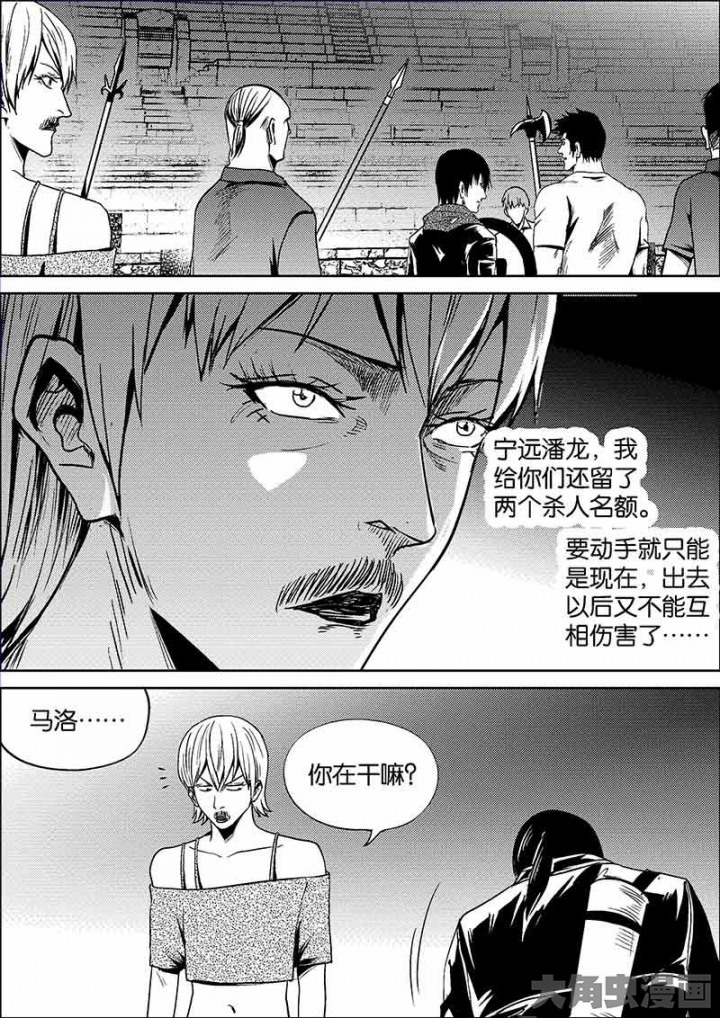 宁远潘龙，我
给你们还留了
两个杀人名额。
要动手就只能
是现在，出去
以后又不能互
相伤害了……
马洛……
你在干嘛？
大角虫漫画